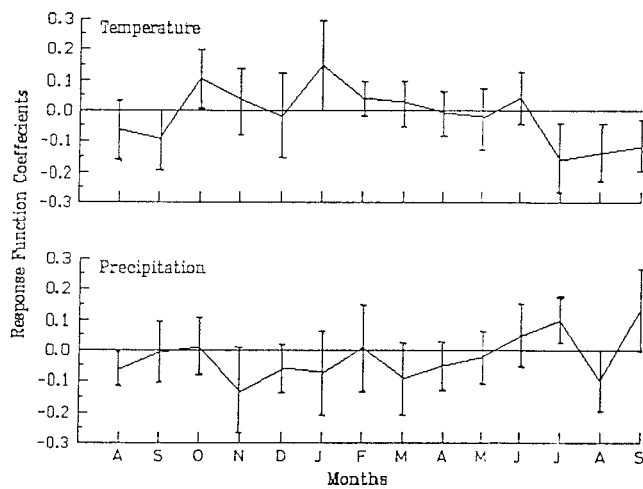 Response Function Coeffecients
Temperature
0.3
0.2
0.1
0.0
-0.1
-0.2
-0.3
Precipitation
0.3
0.2
0.1
0.0
-0.1
-0.2
-0.3
A S O N D J F M A M J J A S
Months